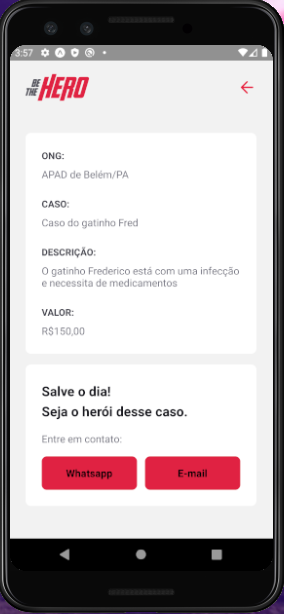 3:57
BE
THE
HERO
ONG:
APAD de Belém/PA
CASO:
Caso do gatinho Fred
DESCRIÇÃO:
O gatinho Frederico está com uma infecção
e necessita de medicamentos
VALOR:
R$150,00
Salve o dia!
Seja o herói desse caso.
Entre em contato:
Whatsapp
E-mail